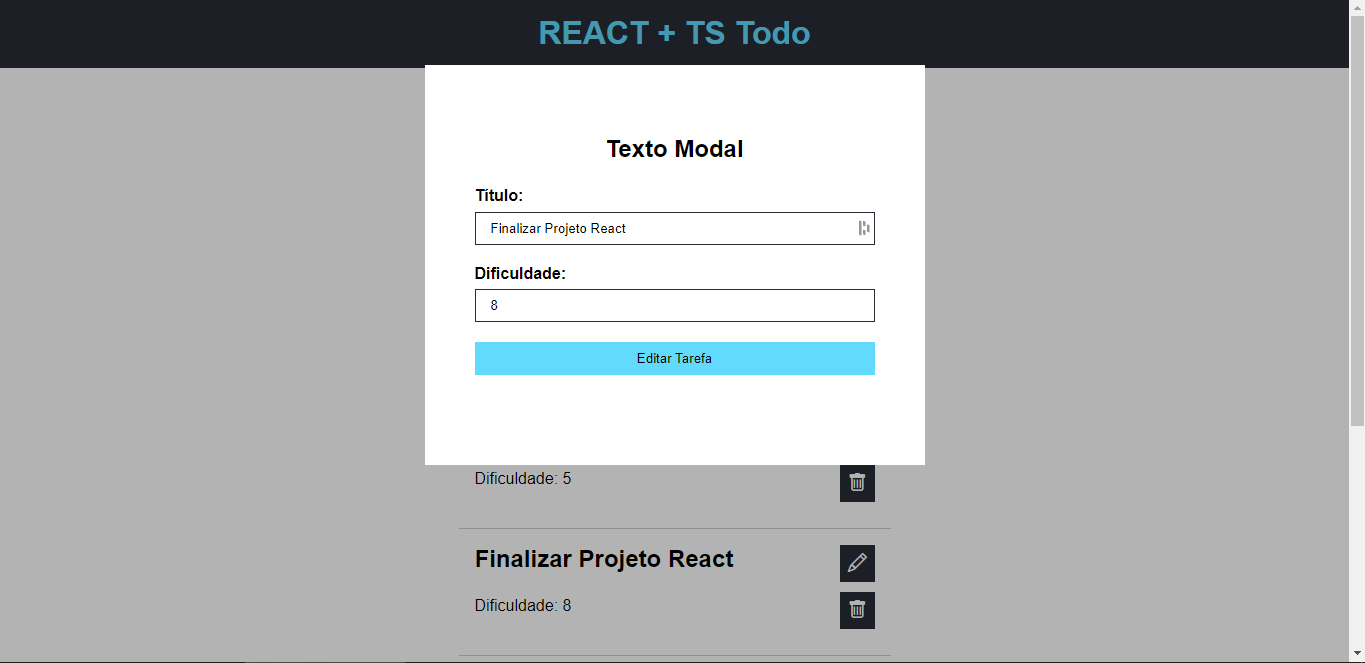 REACT + TS Todo
Texto Modal
Título:
Finalizar Projeto React
Dificuldade:
8
Editar Tarefa
Dificuldade: 5
Finalizar Projeto React
Dificuldade: 8